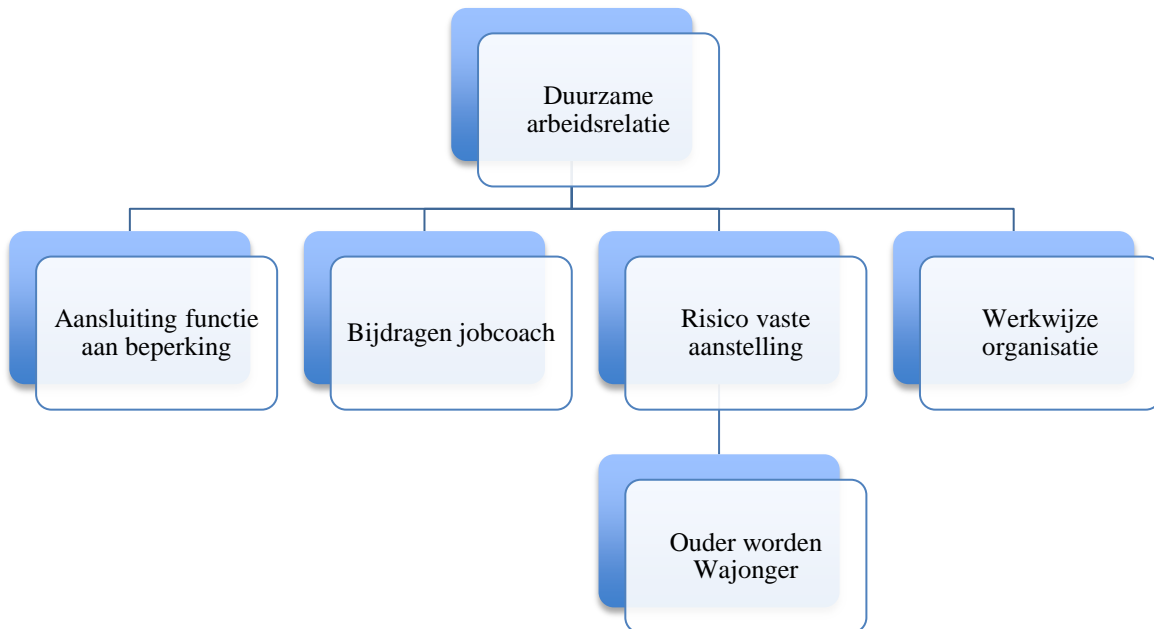 Duurzame
arbeidsrelatie
Aansluiting functie
aan beperking
Bijdragen jobcoach
Risico vaste
aanstelling
Werkwijze
organisatie
Ouder worden
Wajonger